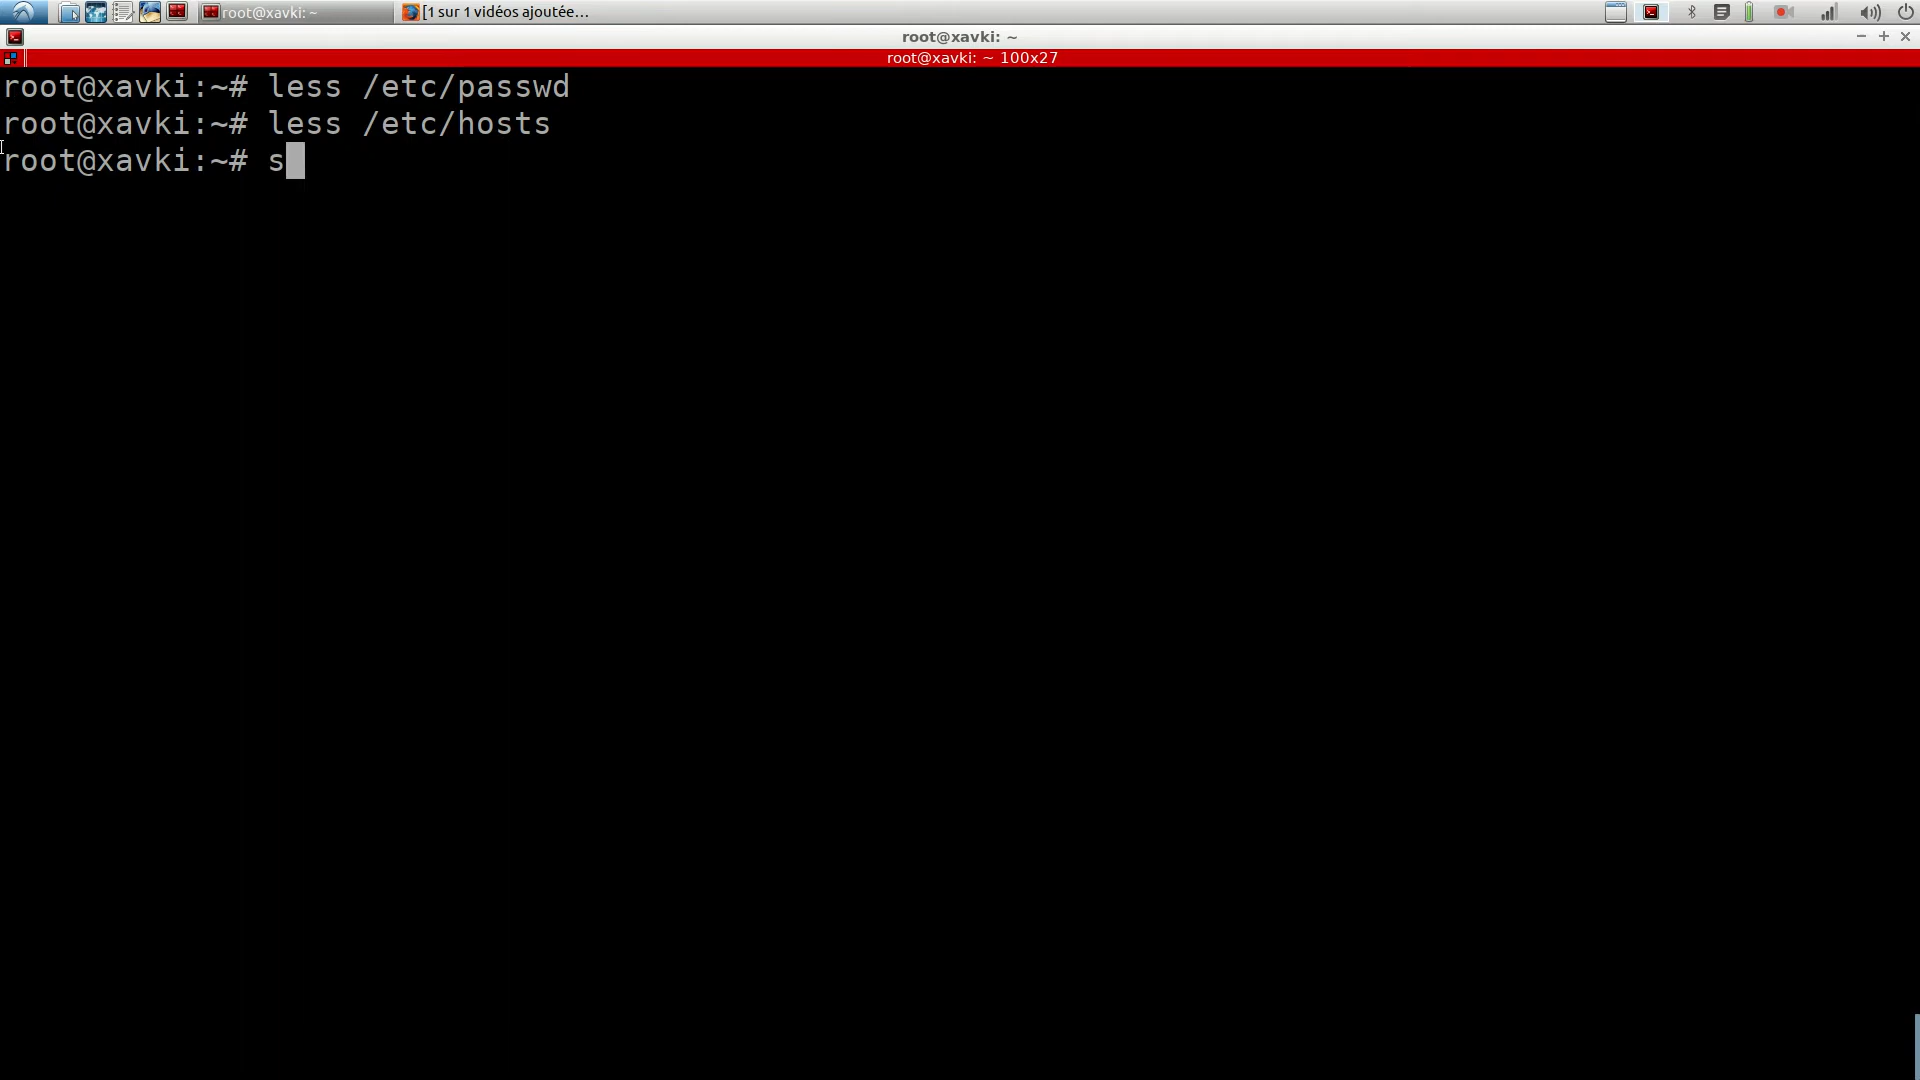 root@xavki: ~
[1 sur 1 vidéos ajoutée...
root@xavki: ~
root@xavki: ~ 100x27
root@xavki:~# less /etc/passwd
root@xavki:~# less /etc/hosts
root@xavki:~# s